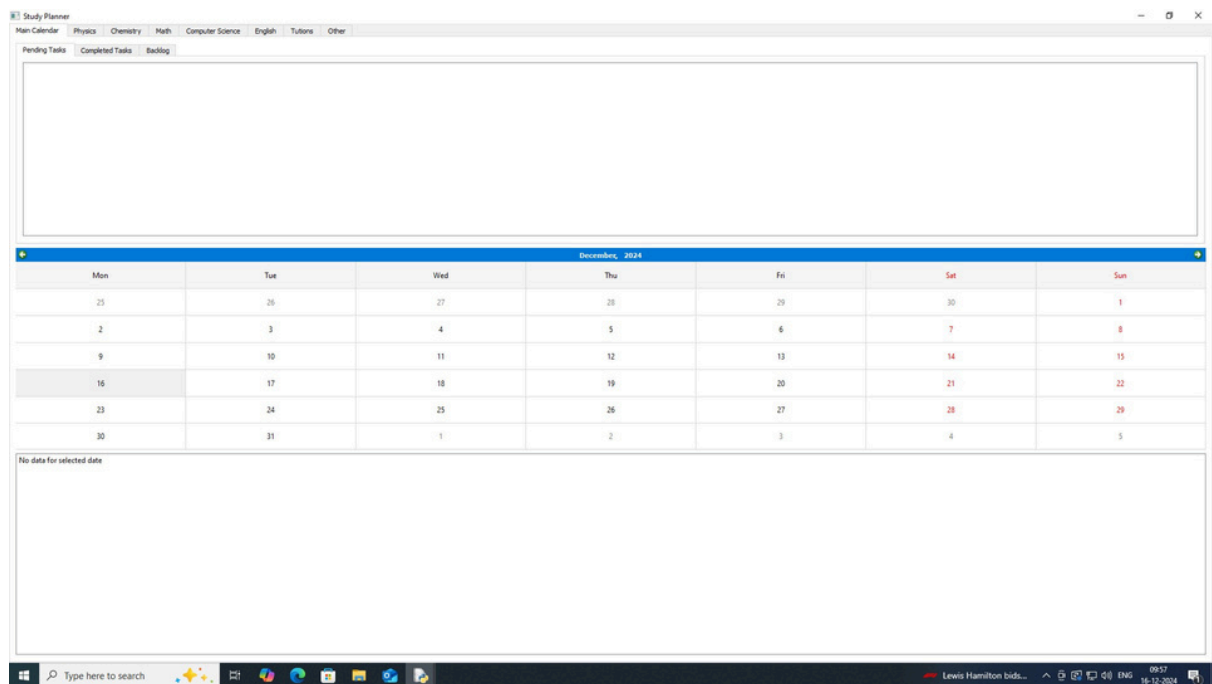 Study Planner
Main Calendar Physics Chemistry Math Computer Science English Tutions Other
Pending Tasks Completed Tasks Backlog
December, 2024
Mon Tue Wed Thu Fri Sat Sun
25 26 27 28 29 30 1
2 3 4 5 6 7 8
9 10 11 12 13 14 15
16 17 18 19 20 21 22
23 24 25 26 27 28 29
30 31 1 2 3 4 5
No data for selected date
Type here to search Lewis Hamilton bids... ENG 09:57
16-12-2024